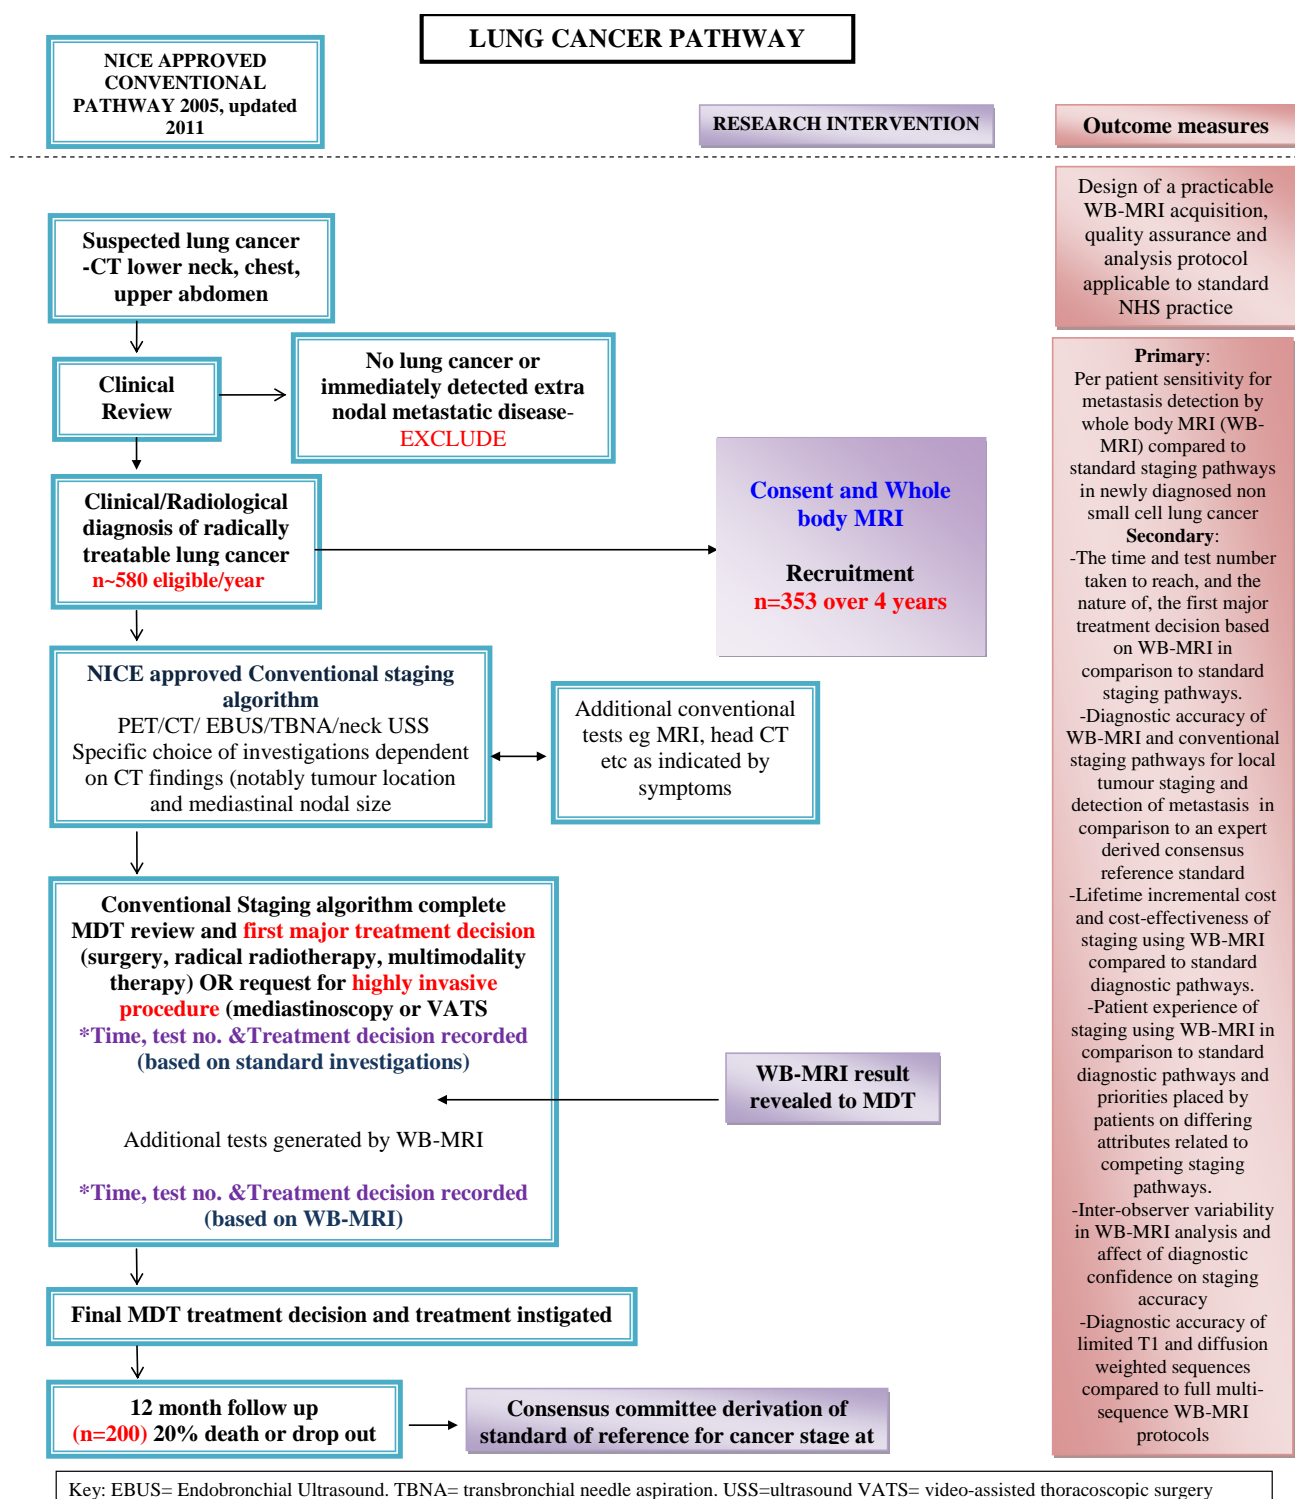 LUNG CANCER PATHWAY
NICE APPROVED
CONVENTIONAL
PATHWAY 2005, updated
2011
RESEARCH INTERVENTION
Outcome measures
Suspected lung cancer
-CT lower neck, chest,
upper abdomen
Clinical
Review
No lung cancer or
immediately detected extra
nodal metastatic disease-
EXCLUDE
Clinical/Radiological
diagnosis of radically
treatable lung cancer
n~580 eligible/year
Consent and Whole
body MRI
Recruitment
n=353 over 4 years
NICE approved Conventional staging
algorithm
PET/CT/ EBUS/TBNA/neck USS
Specific choice of investigations dependent
on CT findings (notably tumour location
and mediastinal nodal size
Additional conventional
tests eg MRI, head CT
etc as indicated by
symptoms
Conventional Staging algorithm complete
MDT review and first major treatment decision
(surgery, radical radiotherapy, multimodality
therapy) OR request for highly invasive
procedure (mediastinoscopy or VATS
*Time, test no. &Treatment decision recorded
(based on standard investigations)
WB-MRI result
revealed to MDT
Additional tests generated by WB-MRI
*Time, test no. &Treatment decision recorded
(based on WB-MRI)
Final MDT treatment decision and treatment instigated
12 month follow up
(n=200) 20% death or drop out
Consensus committee derivation of
standard of reference for cancer stage at
Design of a practicable
WB-MRI acquisition,
quality assurance and
analysis protocol
applicable to standard
NHS practice
Primary:
Per patient sensitivity for
metastasis detection by
whole body MRI (WB-
MRI) compared to
standard staging pathways
in newly diagnosed non
small cell lung cancer
Secondary:
-The time and test number
taken to reach, and the
nature of, the first major
treatment decision based
on WB-MRI in
comparison to standard
staging pathways.
-Diagnostic accuracy of
WB-MRI and conventional
staging pathways for local
tumour staging and
detection of metastasis in
comparison to an expert
derived consensus
reference standard
-Lifetime incremental cost
and cost-effectiveness of
staging using WB-MRI
compared to standard
diagnostic pathways.
-Patient experience of
staging using WB-MRI in
comparison to standard
diagnostic pathways and
priorities placed by
patients on differing
attributes related to
competing staging
pathways.
-Inter-observer variability
in WB-MRI analysis and
affect of diagnostic
confidence on staging
accuracy
-Diagnostic accuracy of
limited T1 and diffusion
weighted sequences
compared to full multi-
sequence WB-MRI
protocols
Key: EBUS= Endobronchial Ultrasound. TBNA= transbronchial needle aspiration. USS=ultrasound VATS= video-assisted thoracoscopic surgery